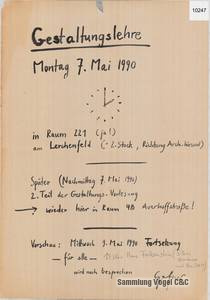 10247
Gestaltungslehre
Montag 7. Mai 1990
in Raum 221 (ja!)
am Lerchenfeld (2. Stock, Richtung Arch.
Später (Nachmittag 7. Mai 1990)
2. Teil der Gestaltungs-Vorlesung
→ wieder hier in Raum 48 Averhoffstraße!
Vorschau: Mittwoch 9. Mai 1990 Fortsetzung
— für alle —
wird noch besprochen
Sammlung Vogel C&C